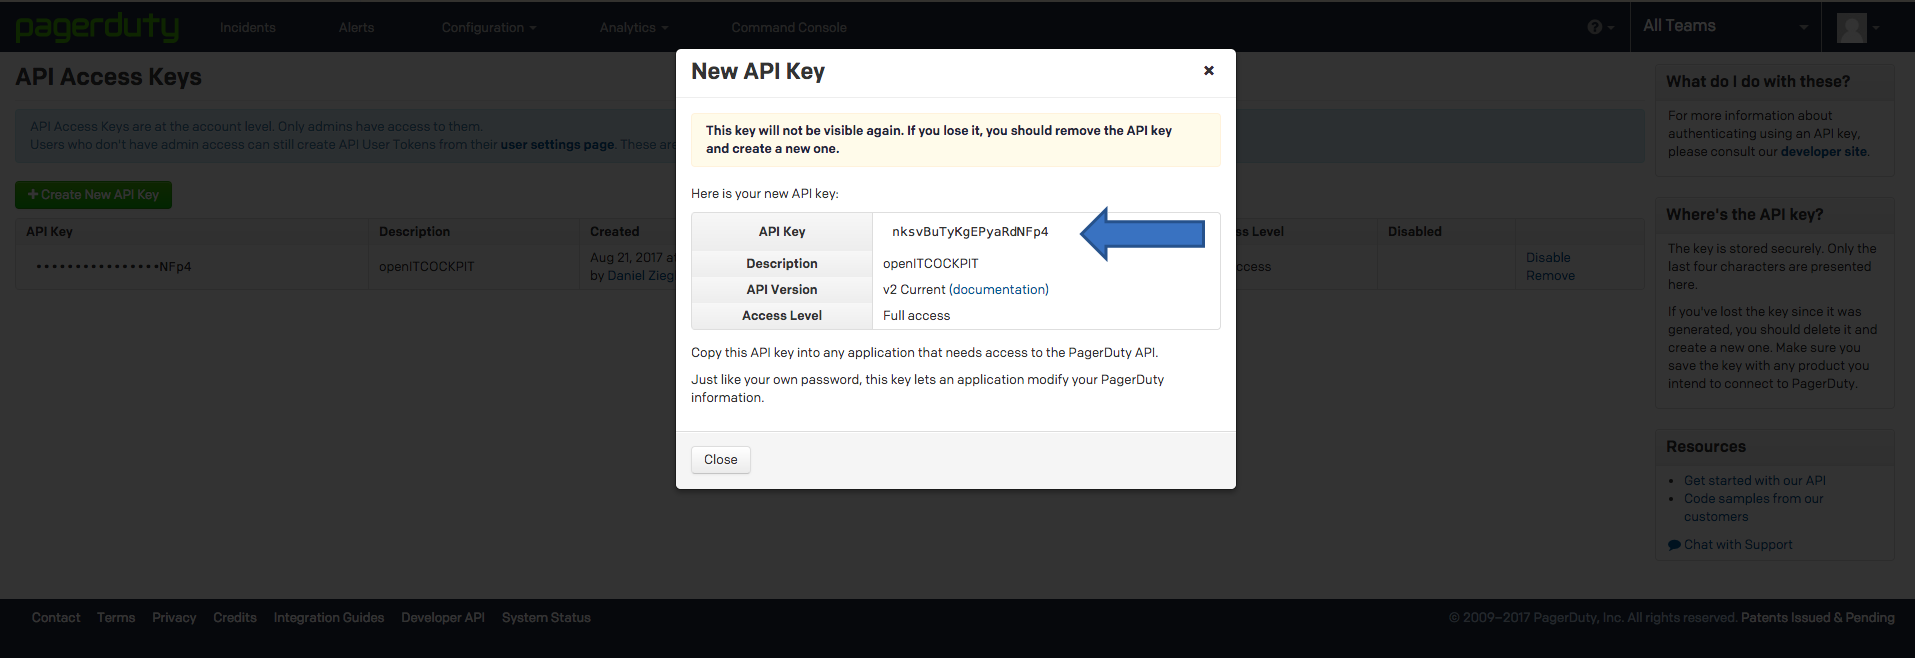 pagerduty
Incidents
Alerts
Configuration
Analytics
Command Console
All Teams
API Access Keys
API Access Keys are at the account level. Only admins have access to them.
Users who don't have admin access can still create API User Tokens from their user settings page. These are
+ Create New API Key
API Key Description Created ss Level Disabled
••••••••••••••••NFp4 openITCOCKPIT Aug 21, 2017 at
by Daniel Zieg
ccess
Disable
Remove
New API Key
×
This key will not be visible again. If you lose it, you should remove the API key
and create a new one.
Here is your new API key:
API Key nksvBuTyKgEPyaRdNFp4
Description openITCOCKPIT
API Version v2 Current (documentation)
Access Level Full access
Copy this API key into any application that needs access to the PagerDuty API.
Just like your own password, this key lets an application modify your PagerDuty
information.
Close
What do I do with these?
For more information about
authenticating using an API key,
please consult our developer site.
Where's the API key?
The key is stored securely. Only the
last four characters are presented
here.
If you've lost the key since it was
generated, you should delete it and
create a new one. Make sure you
save the key with any product you
intend to connect to PagerDuty.
Resources
• Get started with our API
• Code samples from our
customers
Chat with Support
Contact Terms Privacy Credits Integration Guides Developer API System Status
© 2009–2017 PagerDuty, Inc. All rights reserved. Patents Issued & Pending